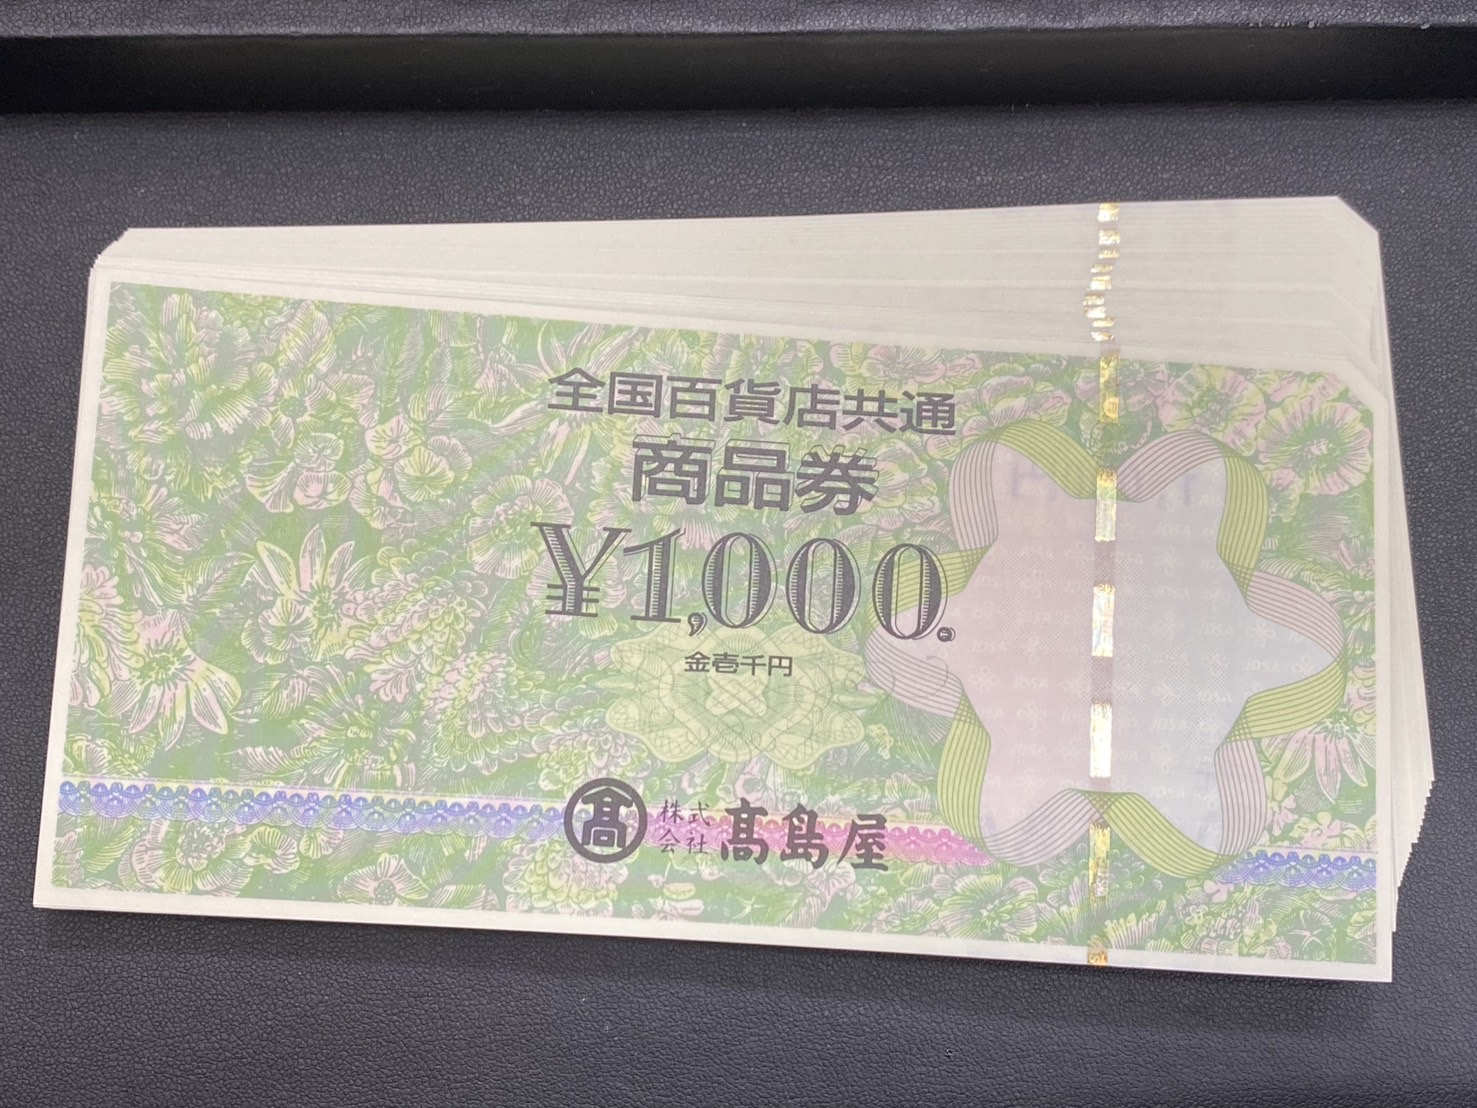 全国百貨店共通
商品券
¥1,000.
金壱千円
髙 株式会社 髙島屋